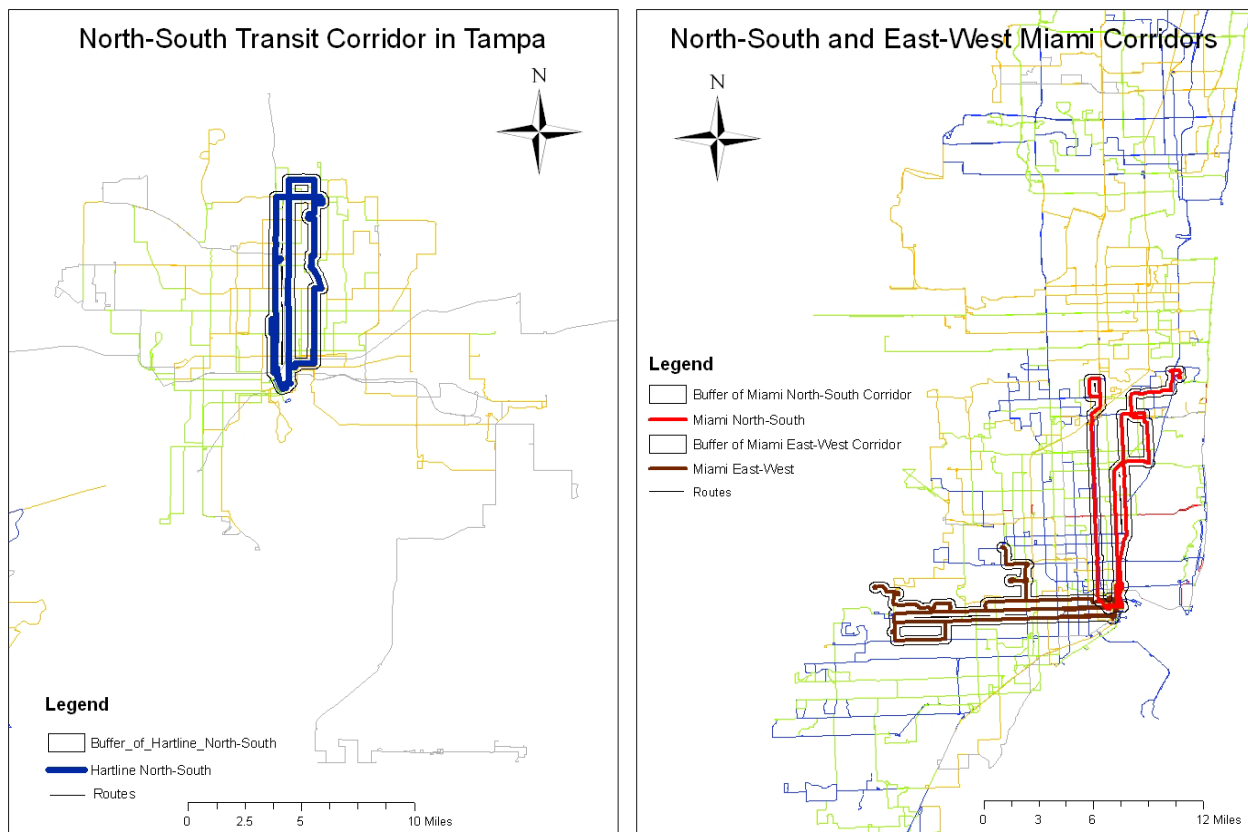 North-South Transit Corridor in Tampa
N
Legend
Buffer_of_Hartline_North-South
Hartline North-South
Routes
0 2.5 5 10 Miles
North-South and East-West Miami Corridors
N
Legend
Buffer of Miami North-South Corridor
Miami North-South
Buffer of Miami East-West Corridor
Miami East-West
Routes
0 3 6 12 Miles